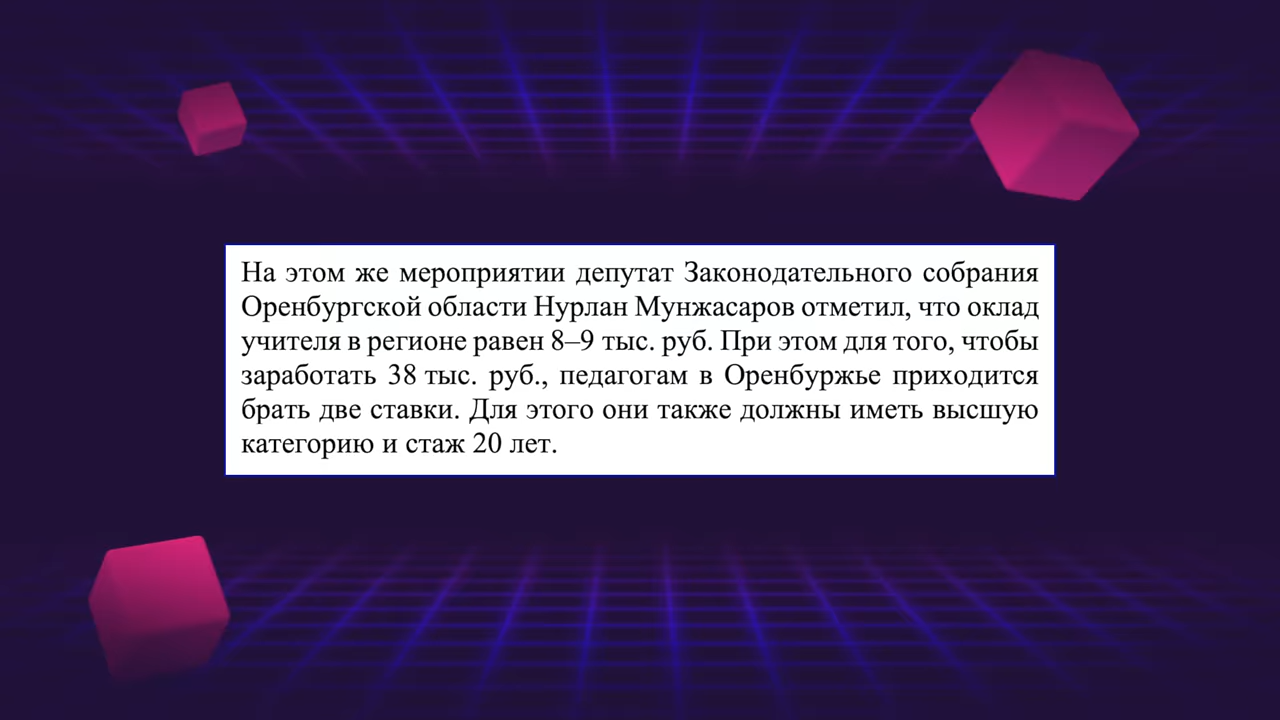 На этом же мероприятии депутат Законодательного собрания
Оренбургской области Нурлан Мунжасаров отметил, что оклад
учителя в регионе равен 8–9 тыс. руб. При этом для того, чтобы
заработать 38 тыс. руб., педагогам в Оренбуржье приходится
брать две ставки. Для этого они также должны иметь высшую
категорию и стаж 20 лет.